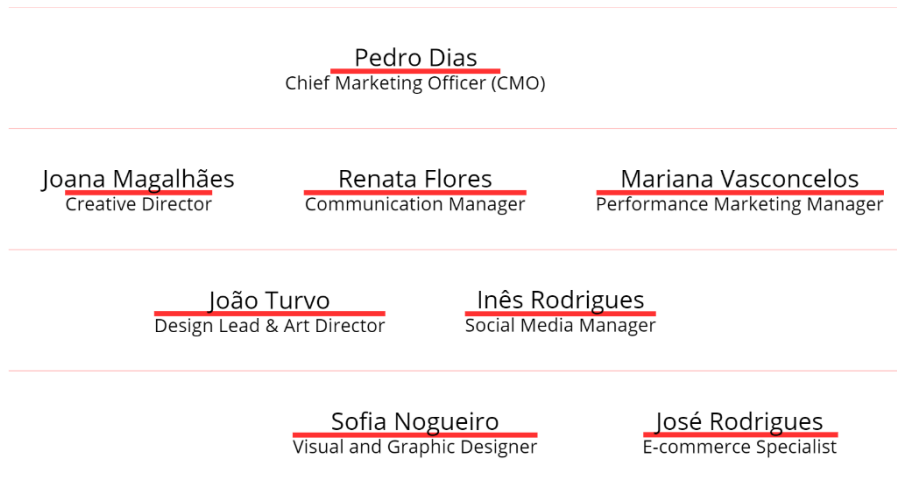 Pedro Dias
Chief Marketing Officer (CMO)
Joana Magalhães
Creative Director
Renata Flores
Communication Manager
Mariana Vasconcelos
Performance Marketing Manager
João Turvo
Design Lead & Art Director
Inês Rodrigues
Social Media Manager
Sofia Nogueiro
Visual and Graphic Designer
José Rodrigues
E-commerce Specialist